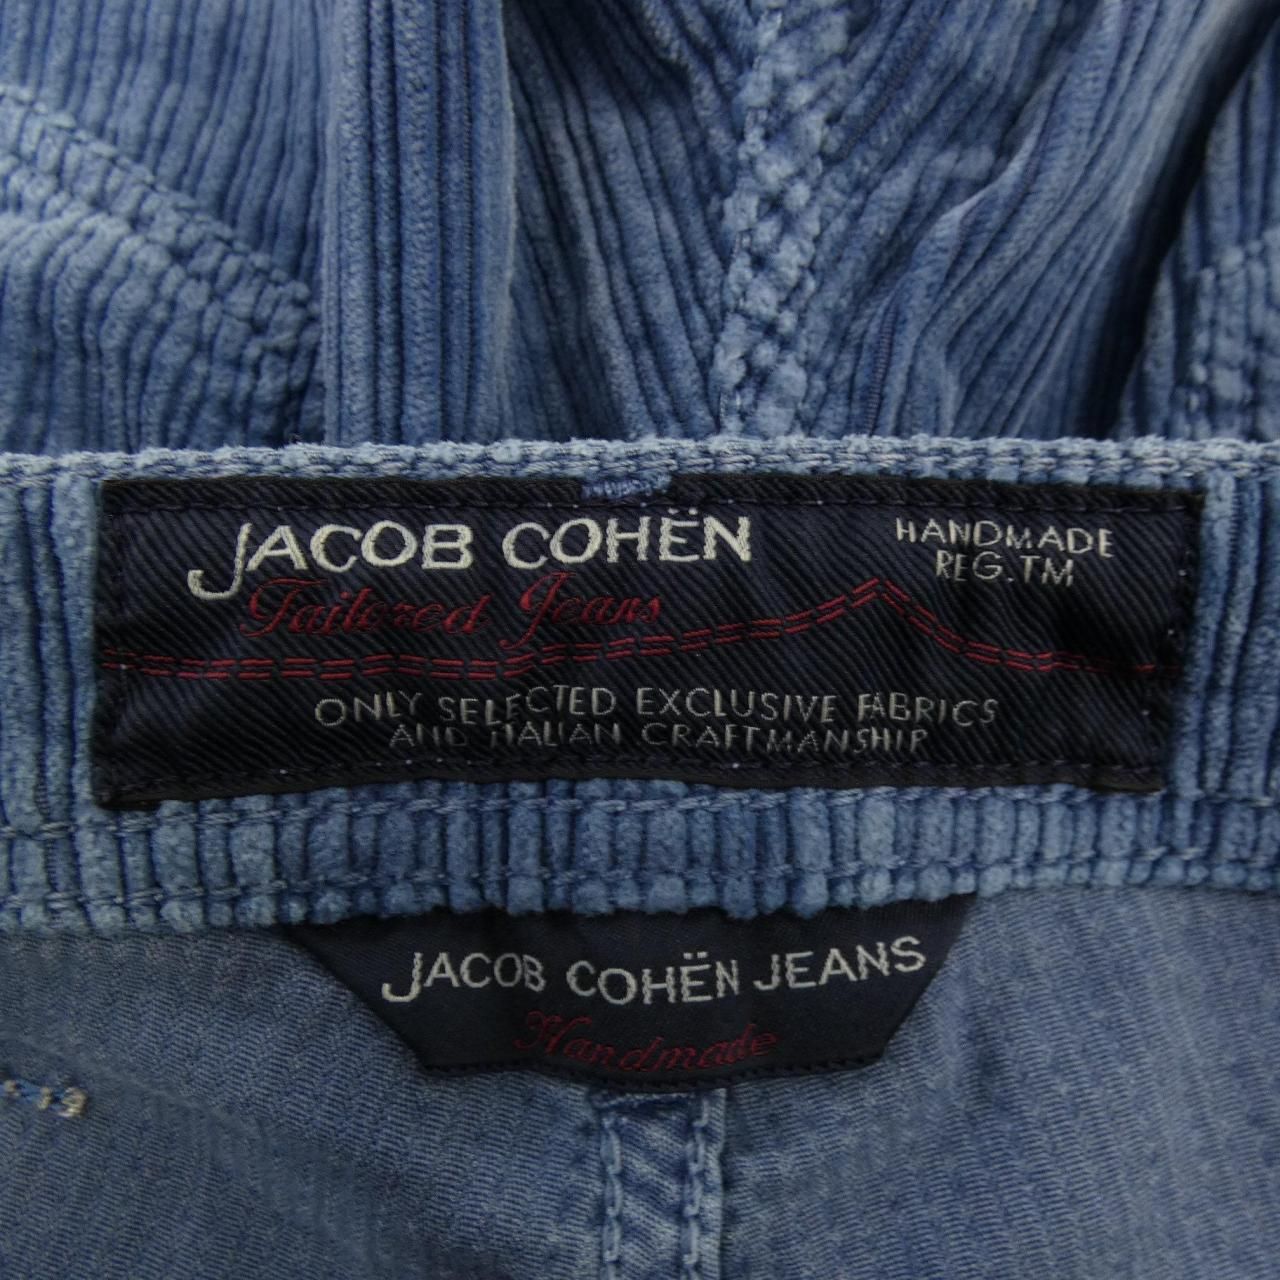 JACOB COHËN
HANDMADE
REG.TM
Tailored Jeans
ONLY SELECTED EXCLUSIVE FABRICS
AND ITALIAN CRAFTMANSHIP
JACOB COHËN JEANS
Handmade